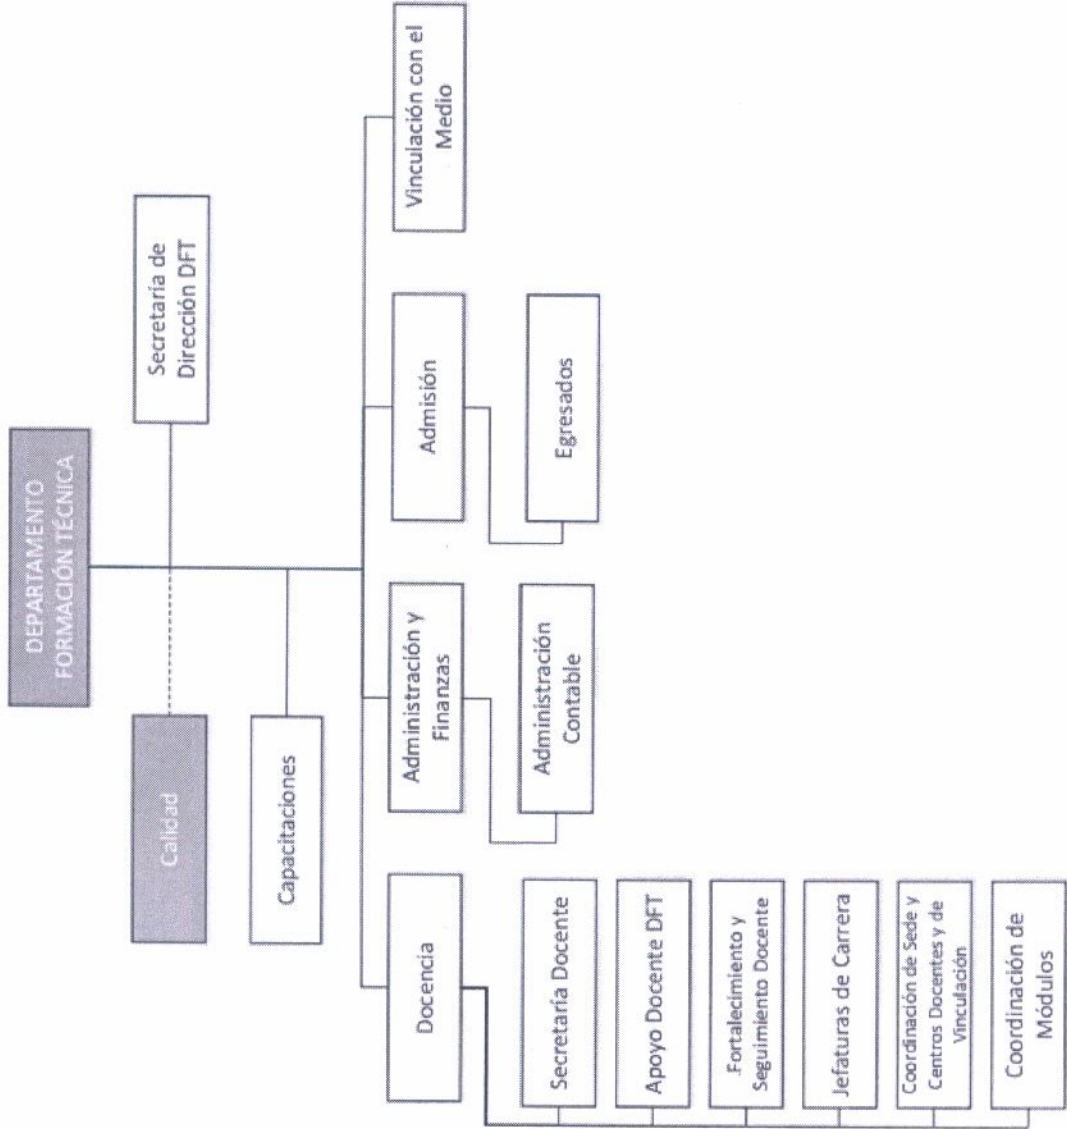 DEPARTAMENTO
FORMACIÓN TÉCNICA
Calidad
Secretaria de
Dirección DFT
Capacitaciones
Docencia
Administración y
Finanzas
Admisión
Vinculación con el
Medio
Secretaría Docente
Apoyo Docente DFT
.Fortalecimiento y
Seguimiento Docente
Jefaturas de Carrera
Coordinación de Sede y
Centros Docentes y de
Vinculación
Coordinación de
Módulos
Administración
Contable
Egresados